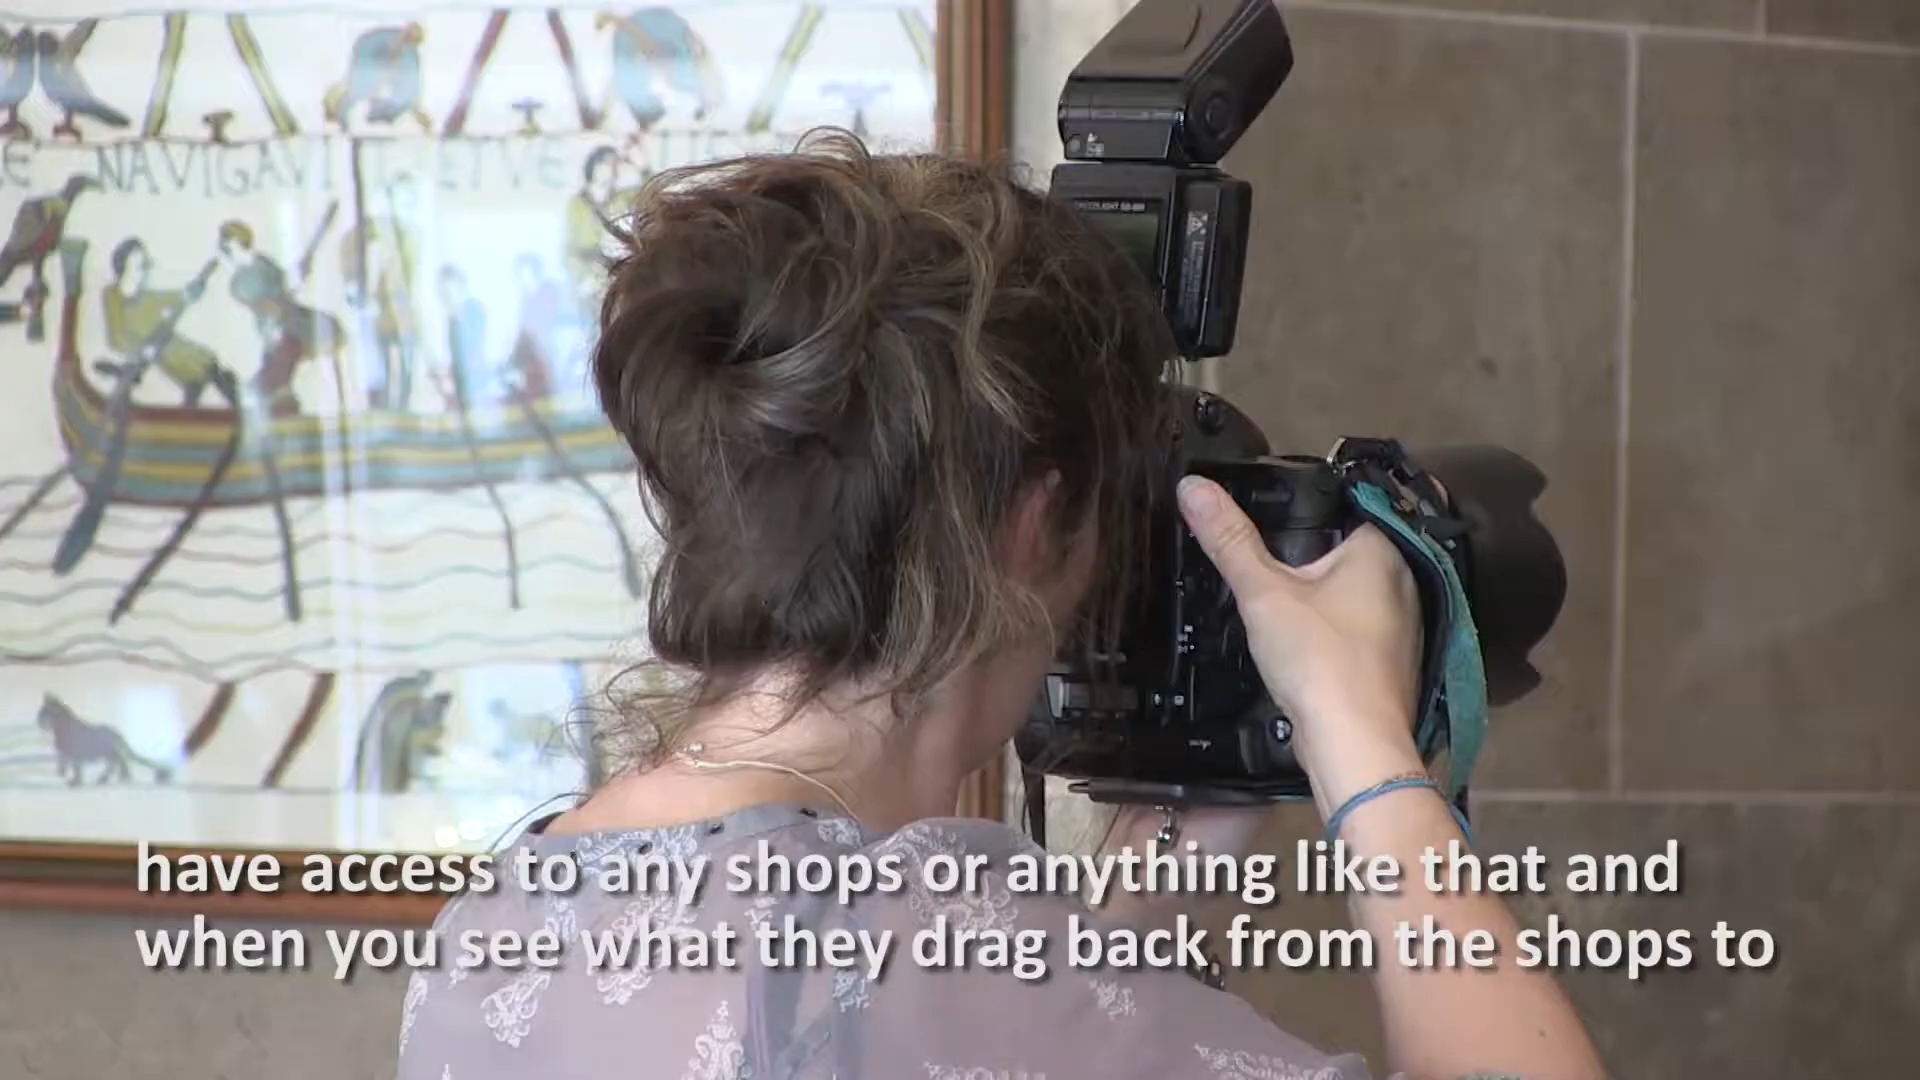 NAVIGAVIT
have access to any shops or anything like that and
when you see what they drag back from the shops to